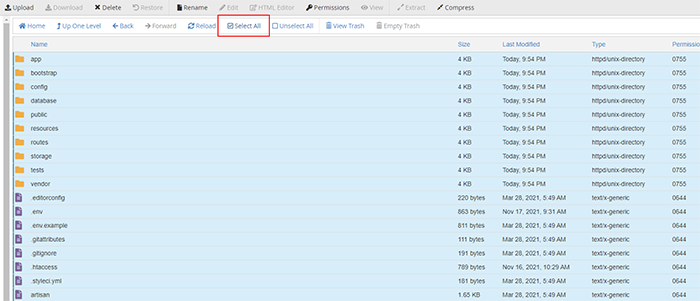 Upload Download Delete Restore Rename Edit HTML Editor Permissions View Extract Compress
Home Up One Level Back Forward Reload Select All Unselect All View Trash Empty Trash
Name Size Last Modified Type Permissio
app 4 KB Today, 9:54 PM httpd/unix-directory 0755
bootstrap 4 KB Today, 9:54 PM httpd/unix-directory 0755
config 4 KB Today, 9:54 PM httpd/unix-directory 0755
database 4 KB Today, 9:54 PM httpd/unix-directory 0755
public 4 KB Today, 9:54 PM httpd/unix-directory 0755
resources 4 KB Today, 9:54 PM httpd/unix-directory 0755
routes 4 KB Today, 9:54 PM httpd/unix-directory 0755
storage 4 KB Today, 9:54 PM httpd/unix-directory 0755
tests 4 KB Today, 9:54 PM httpd/unix-directory 0755
vendor 4 KB Today, 9:54 PM httpd/unix-directory 0755
.editorconfig 220 bytes Mar 28, 2021, 5:49 AM text/x-generic 0644
.env 863 bytes Nov 17, 2021, 9:31 AM text/x-generic 0644
.env.example 811 bytes Mar 28, 2021, 5:49 AM text/x-generic 0644
.gitattributes 111 bytes Mar 28, 2021, 5:49 AM text/x-generic 0644
.gitignore 191 bytes Mar 28, 2021, 5:49 AM text/x-generic 0644
.htaccess 789 bytes Nov 16, 2021, 10:29 AM text/x-generic 0644
.styleci.yml 181 bytes Mar 28, 2021, 5:49 AM text/x-generic 0644
artisan 1.65 KB Mar 28, 2021, 5:49 AM text/x-generic 0644